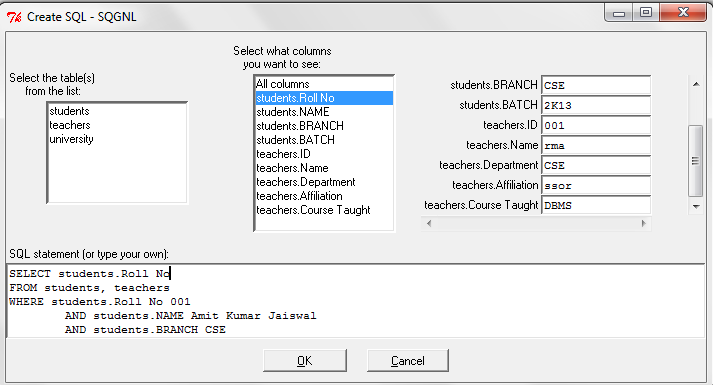 Create SQL - SQGNL
Select the table(s)
from the list:
students
teachers
university
Select what columns
you want to see:
All columns
students.Roll No
students.NAME
students.BRANCH
students.BATCH
teachers.ID
teachers.Name
teachers.Department
teachers.Affiliation
teachers.Course Taught
students.BRANCH CSE
students.BATCH 2K13
teachers.ID 001
teachers.Name rma
teachers.Department CSE
teachers.Affiliation ssor
teachers.Course Taught DBMS
SQL statement (or type your own):
SELECT students.Roll No
FROM students, teachers
WHERE students.Roll No 001
AND students.NAME Amit Kumar Jaiswal
AND students.BRANCH CSE
OK Cancel